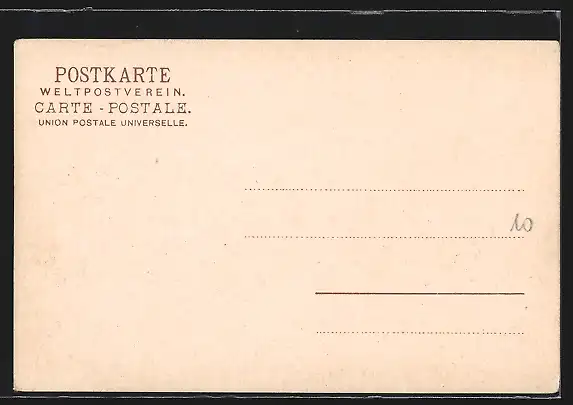 POSTKARTE
WELTPOSTVEREIN.
CARTE - POSTALE.
UNION POSTALE UNIVERSELLE.
10